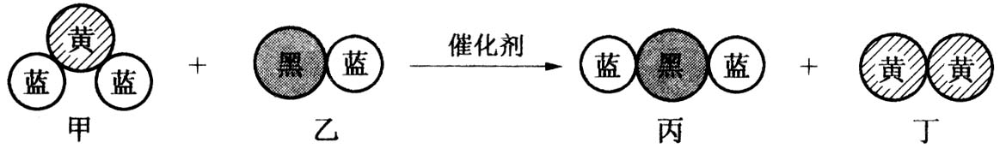 黄
蓝 蓝 + 黑 蓝 催化剂 蓝 黑 蓝 + 黄 黄
甲 乙 丙 丁